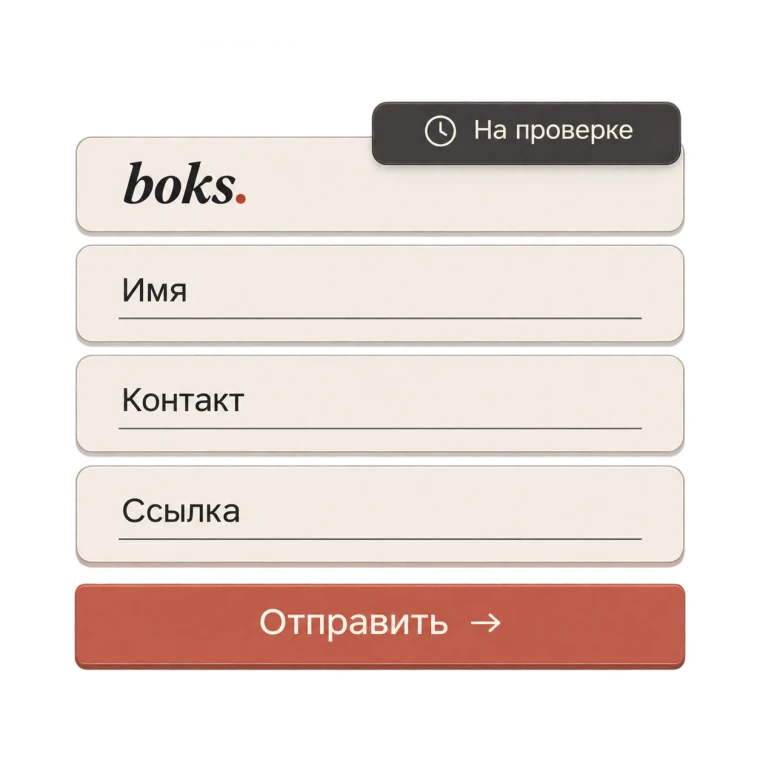 На проверке
boks.
Имя
Контакт
Ссылка
Отправить →